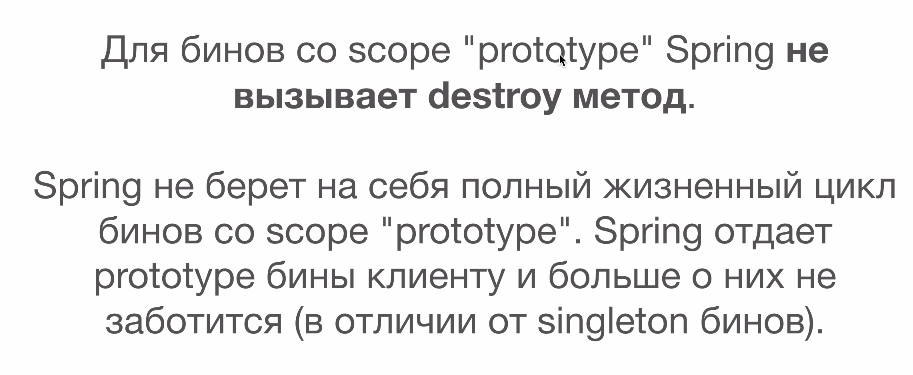 Для бинов со scope "prototype" Spring не
вызывает destroy метод.
Spring не берет на себя полный жизненный цикл
бинов со scope "prototype". Spring отдает
prototype бины клиенту и больше о них не
заботится (в отличии от singleton бинов).